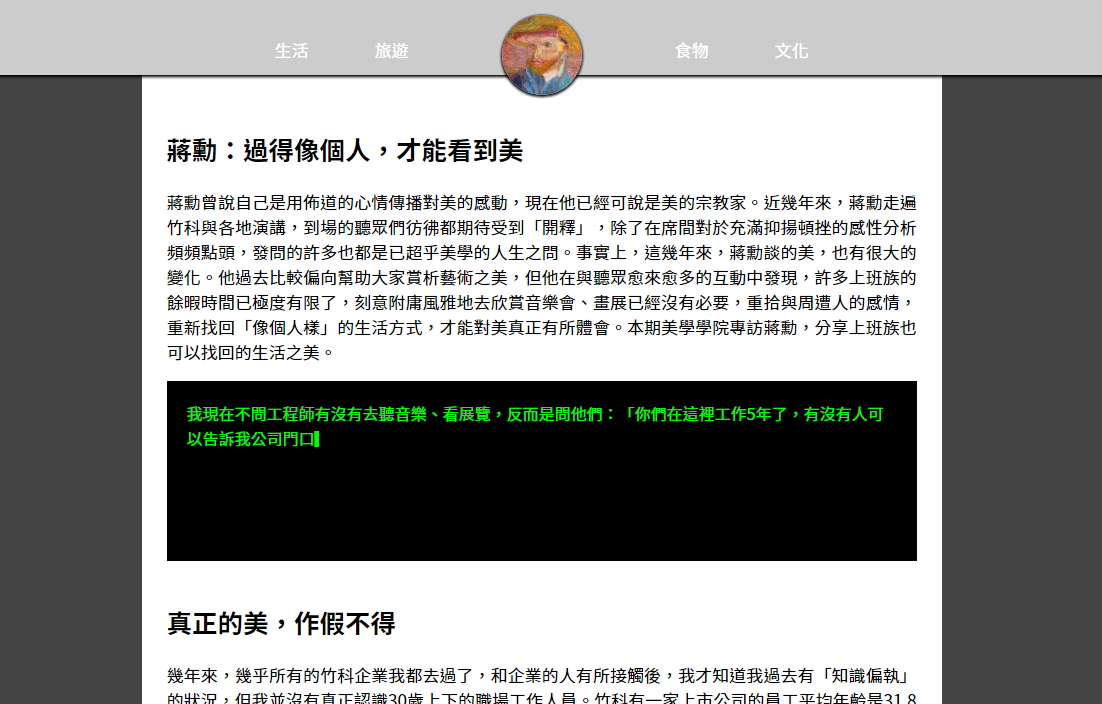 生活 旅遊 食物 文化
蔣勳：過得像個人，才能看到美
蔣勳曾說自己是用佈道的心情傳播對美的感動，現在他已經可說是美的宗教家。近幾年來，蔣勳走遍
竹科與各地演講，到場的聽眾們彷彿都期待受到「開釋」，除了在席間對於充滿抑揚頓挫的感性分析
頻頻點頭，發問的許多也都是已超乎美學的人生之問。事實上，這幾年來，蔣勳談的美，也有很大的
變化。他過去比較偏向幫助大家賞析藝術之美，但他在與聽眾愈來愈多的互動中發現，許多上班族的
餘暇時間已極度有限了，刻意附庸風雅地去欣賞音樂會、畫展已經沒有必要，重拾與周遭人的感情，
重新找回「像個人樣」的生活方式，才能對美真正有所體會。本期美學學院專訪蔣勳，分享上班族也
可以找回的生活之美。
我現在不問工程師有沒有去聽音樂、看展覽，反而是問他們：「你們在這裡工作5年了，有沒有人可
以告訴我公司門口
真正的美，作假不得
幾年來，幾乎所有的竹科企業我都去過了，和企業的人有所接觸後，我才知道我過去有「知識偏執」
的狀況，但我並沒有真正認識30歲上下的職場工作人員。竹科有一家上市公司的員工平均年齡是31.8